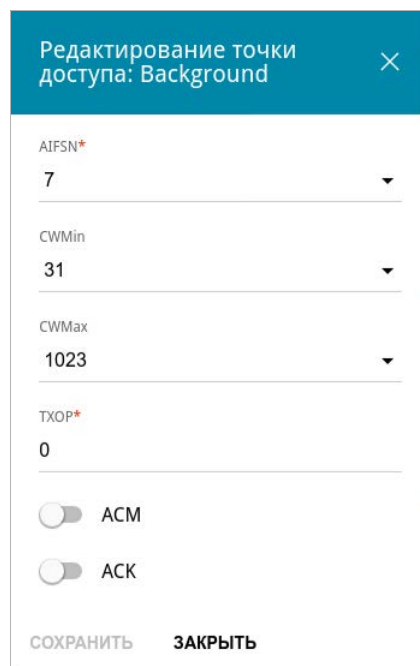 Редактирование точки
доступа: Background
AIFSN*
7
CWMin
31
CWMax
1023
TXOP*
0
ACM
ACK
СОХРАНИТЬ ЗАКРЫТЬ